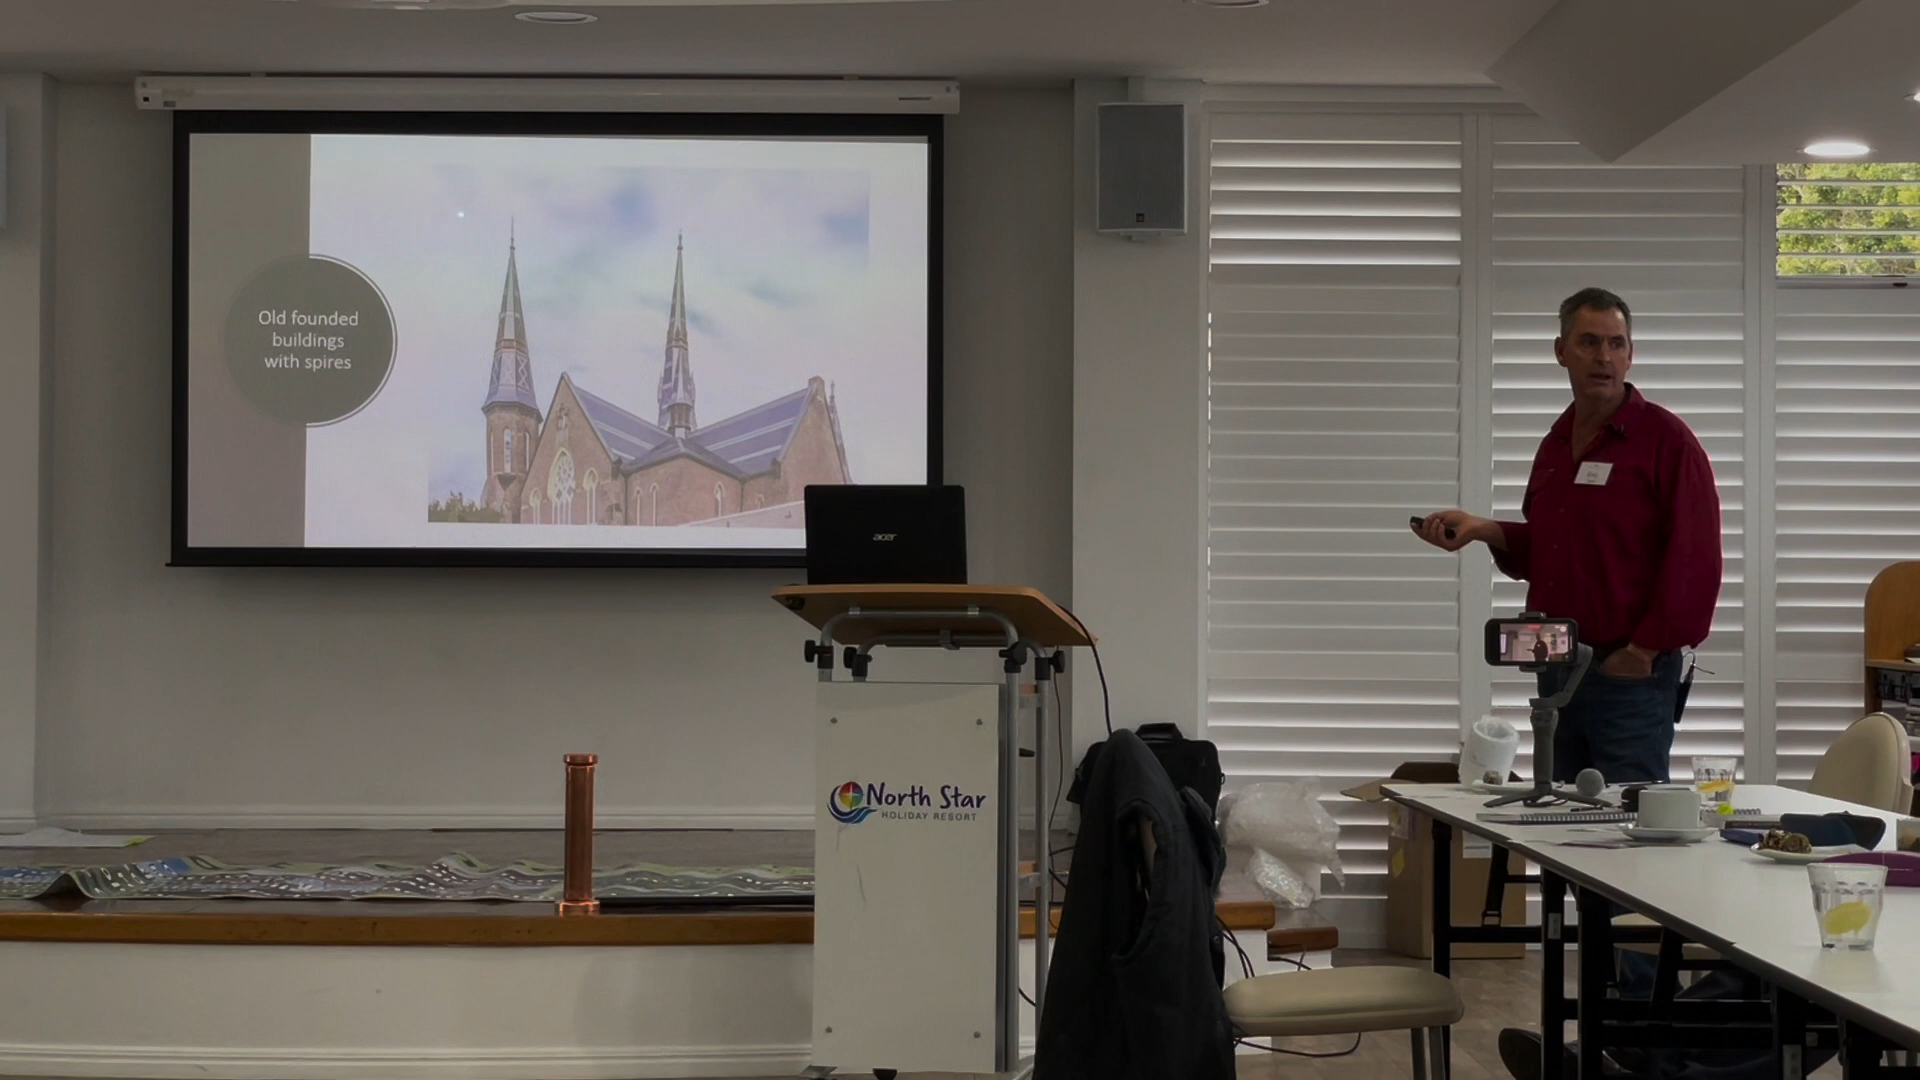 Old founded
buildings
with spires
acer
North Star
HOLIDAY RESORT